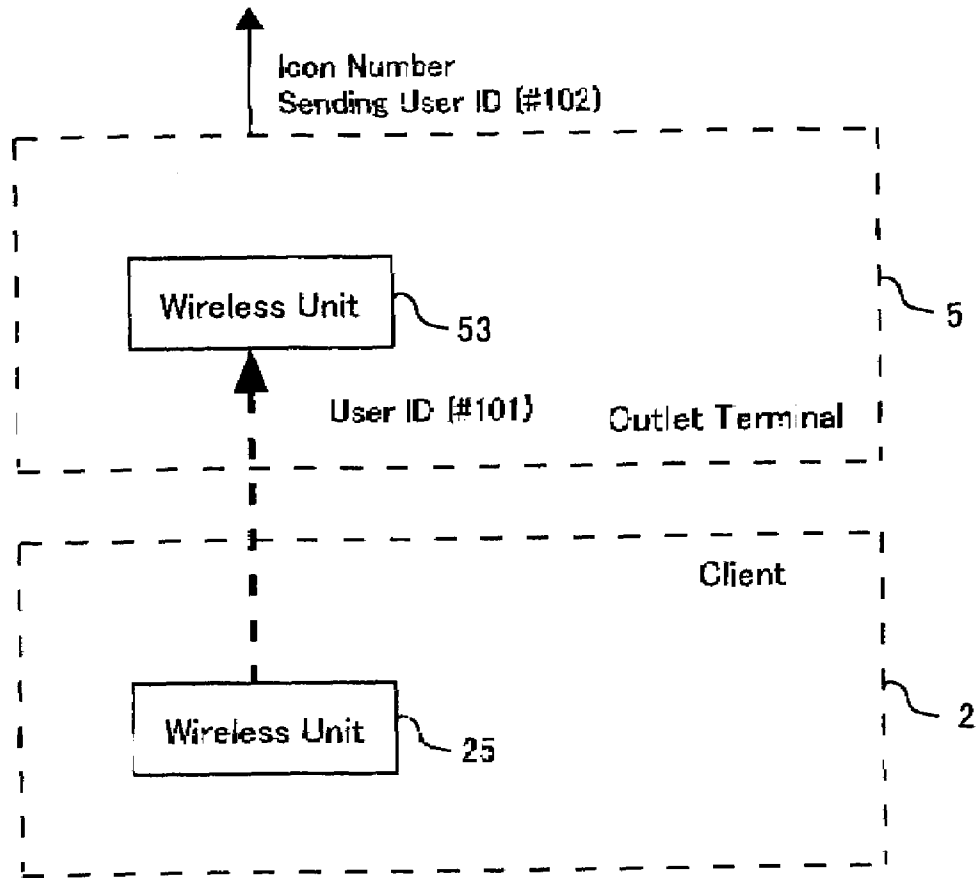 Icon Number
Sending User ID (#102)
Wireless Unit
53
5
User ID (#101)
Outlet Terminal
Client
Wireless Unit
25
2